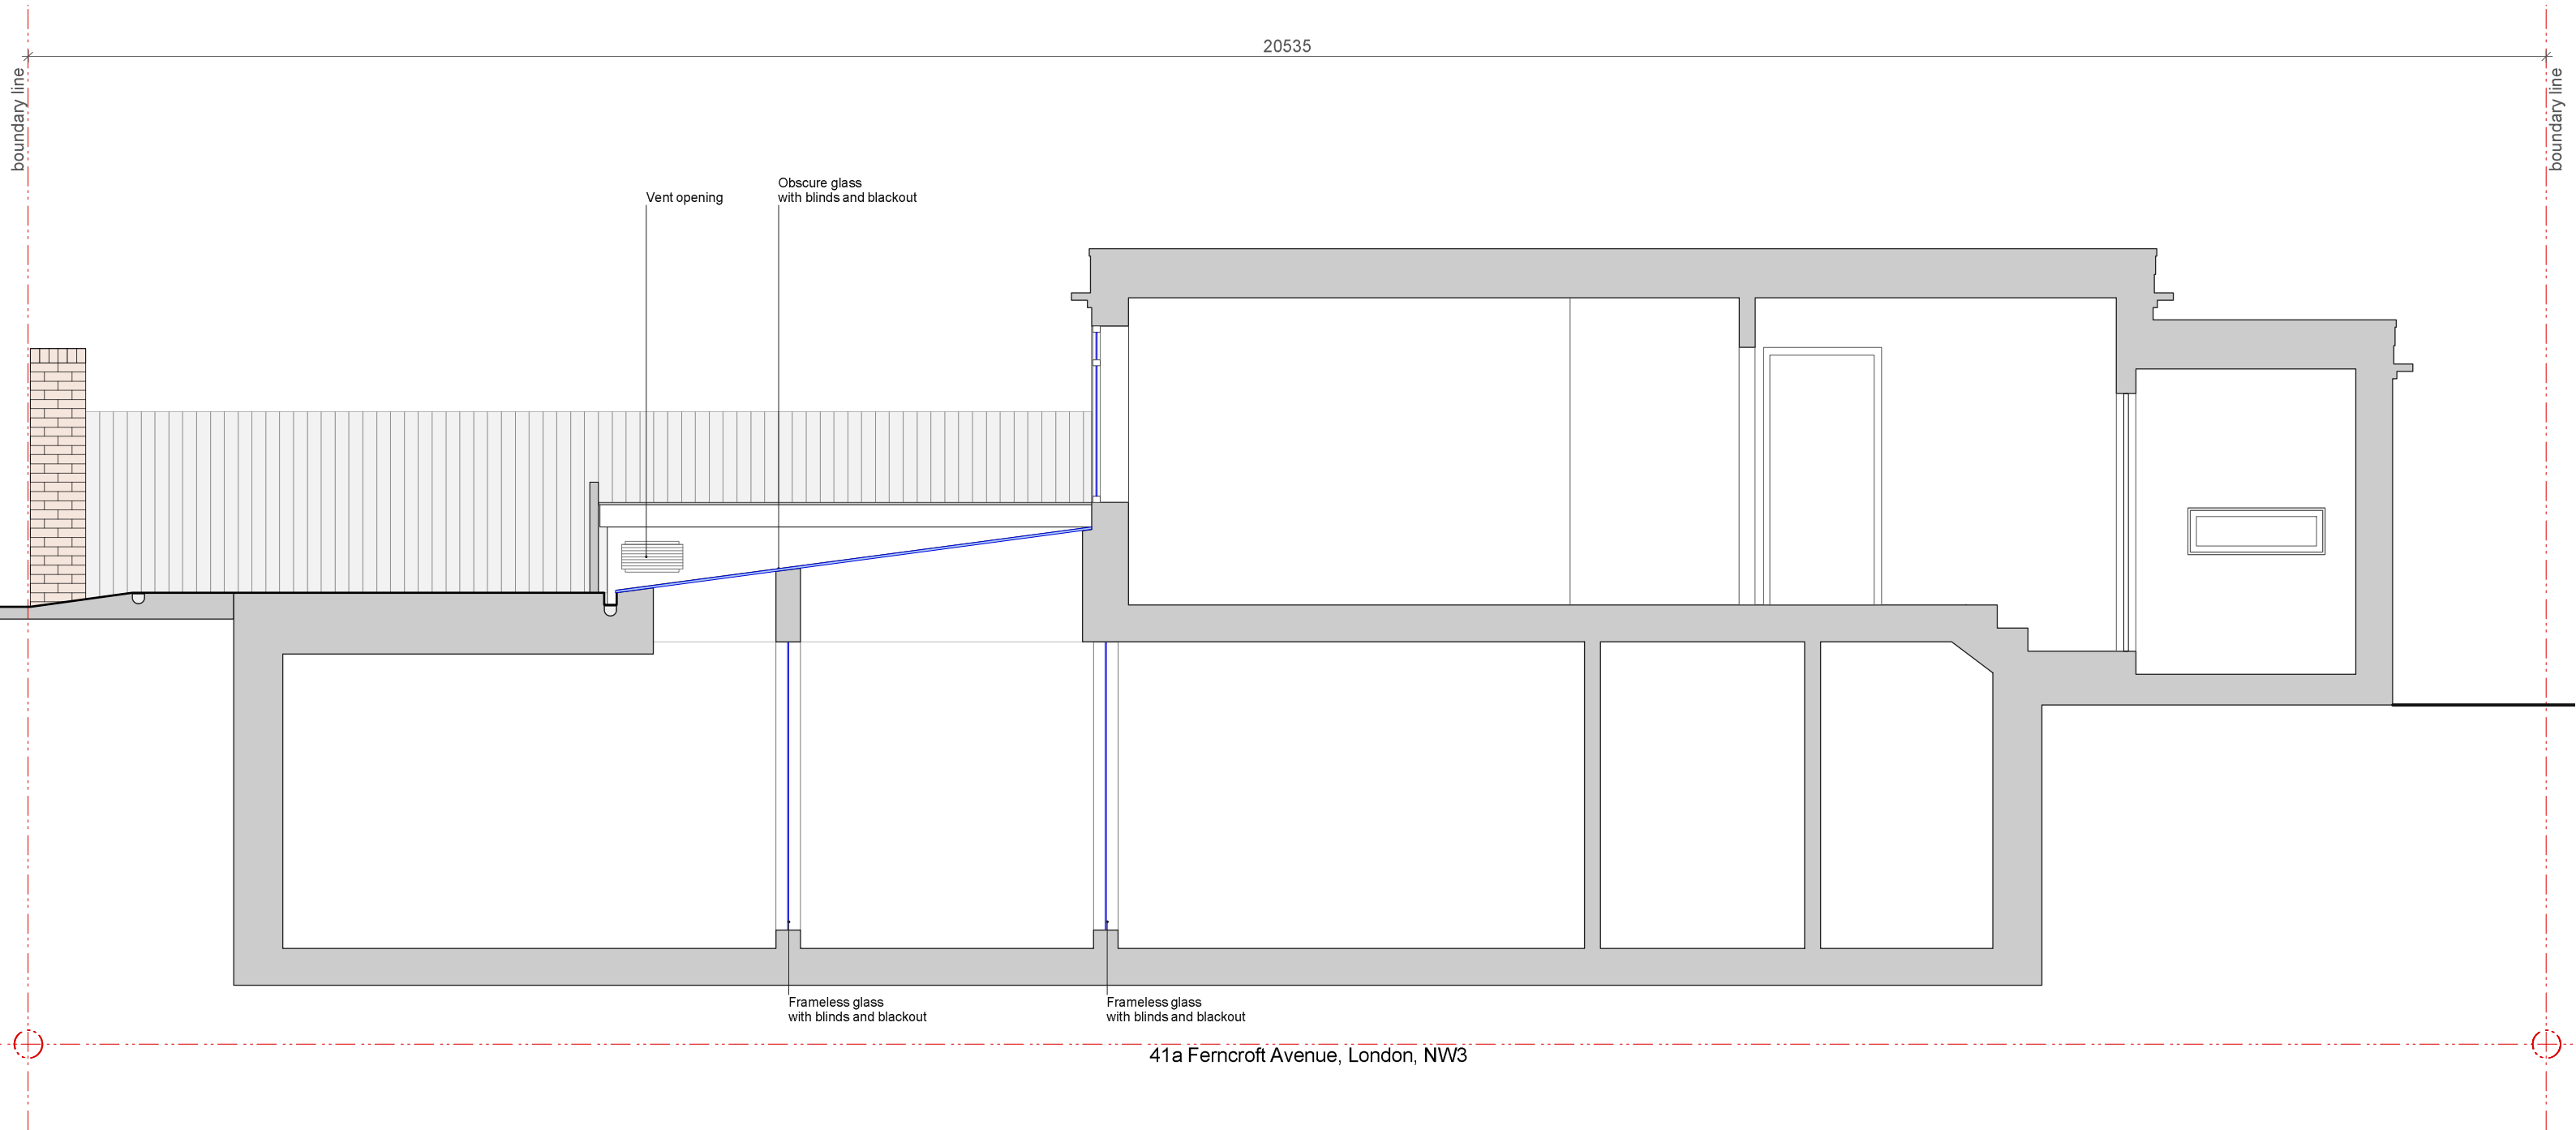 20535
boundary line
boundary line
Obscure glass
with blinds and blackout
Vent opening
Frameless glass
with blinds and blackout
Frameless glass
with blinds and blackout
41a Ferncroft Avenue, London, NW3